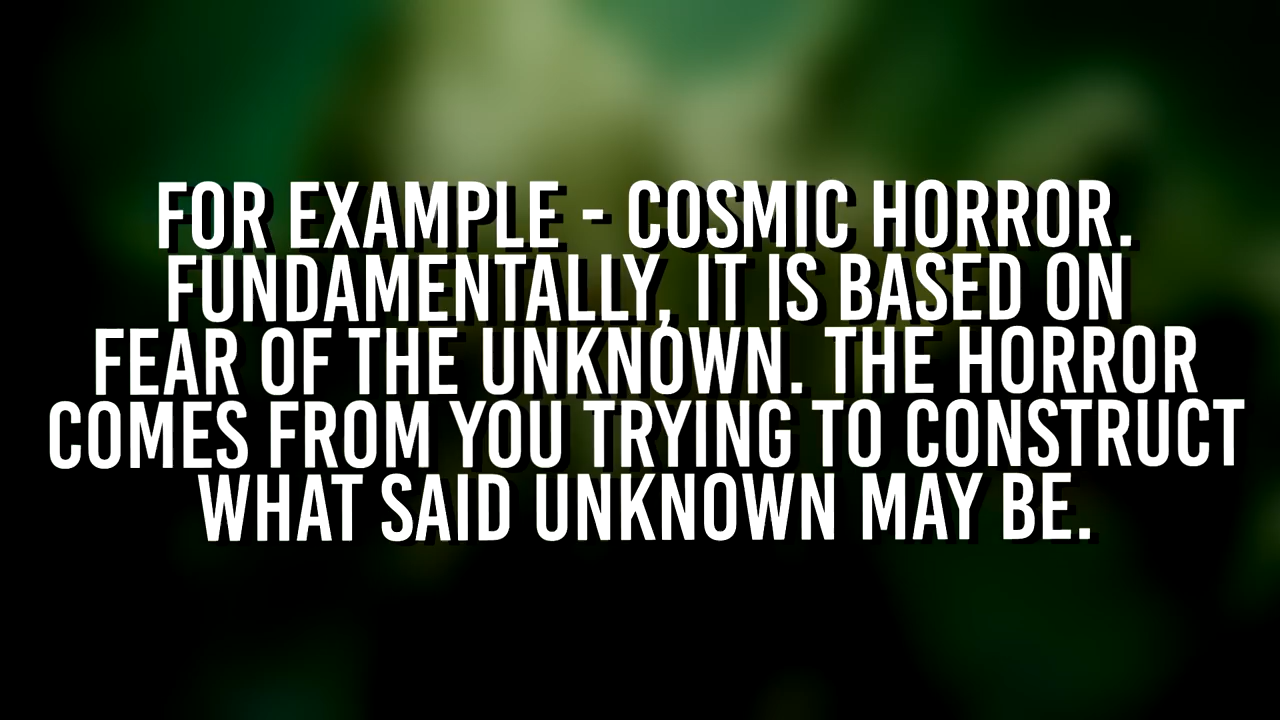 FOR EXAMPLE - COSMIC HORROR.
FUNDAMENTALLY, IT IS BASED ON
FEAR OF THE UNKNOWN. THE HORROR
COMES FROM YOU TRYING TO CONSTRUCT
WHAT SAID UNKNOWN MAY BE.